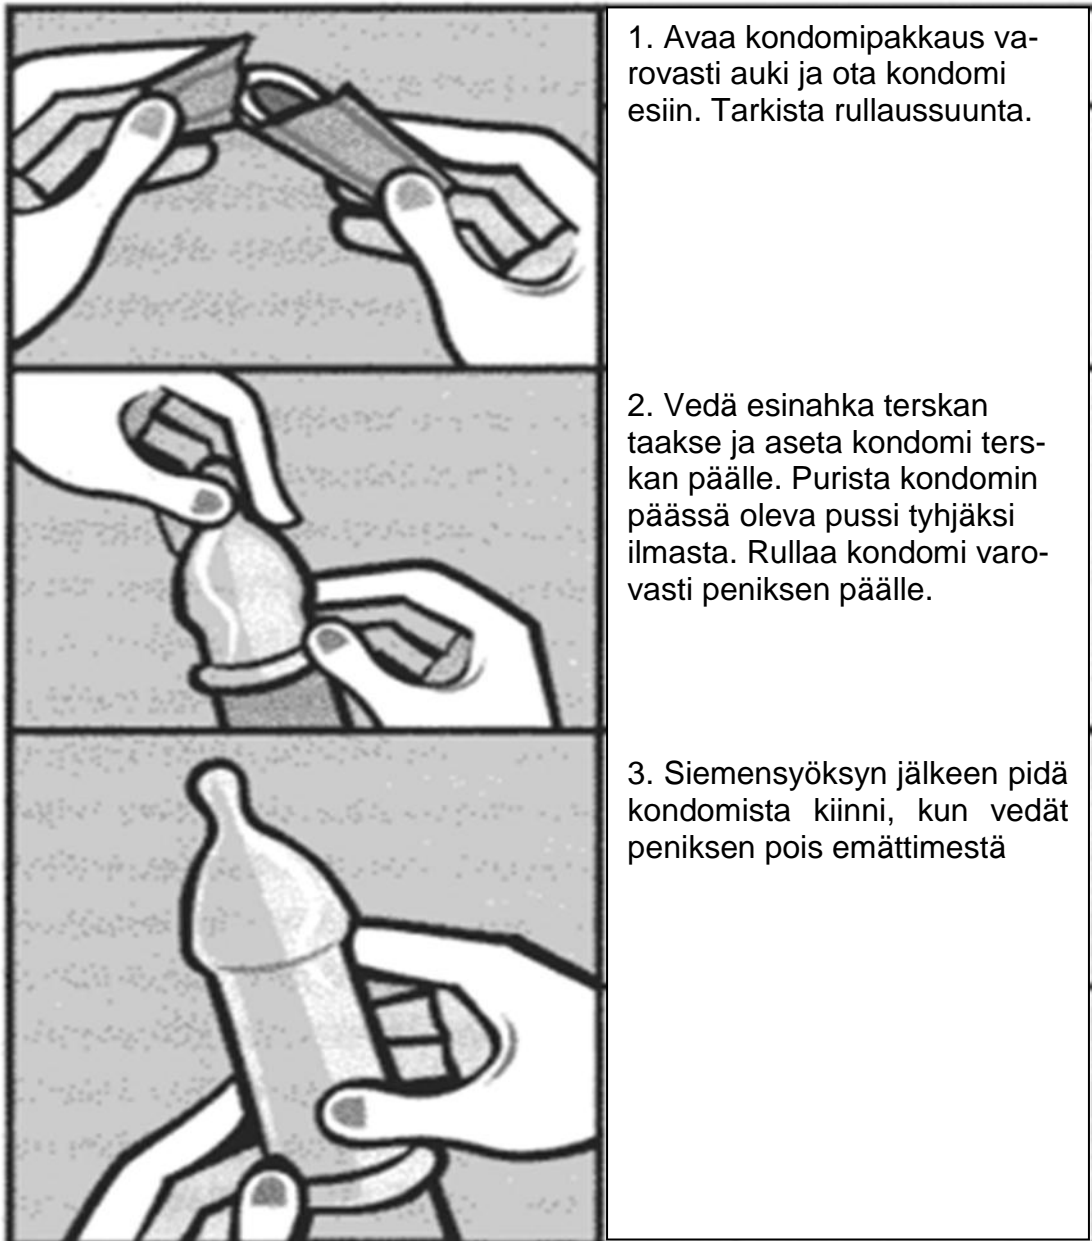 1. Avaa kondomipakkaus va-
rovasti auki ja ota kondomi
esiin. Tarkista rullaussuunta.
2. Vedä esinahka terskan
taakse ja aseta kondomi ters-
kan päälle. Purista kondomin
päässä oleva pussi tyhjäksi
ilmasta. Rullaa kondomi varo-
vasti peniksen päälle.
3. Siemensyöksyn jälkeen pidä
kondomista kiinni, kun vedät
peniksen pois emättimestä